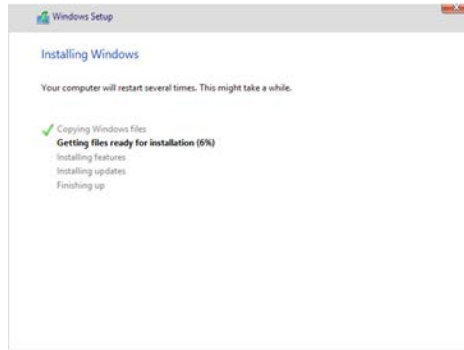 Windows Setup
Installing Windows
Your computer will restart several times. This might take a while.
Copying Windows files
Getting files ready for installation (6%)
Installing features
Installing updates
Finishing up